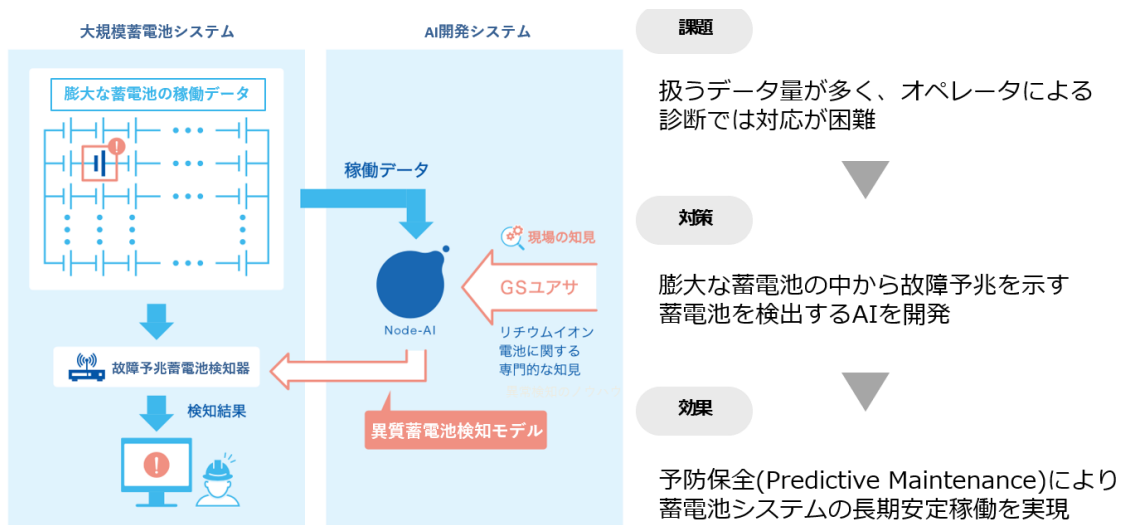 大規模蓄電池システム
膨大な蓄電池の稼働データ
!
故障予兆蓄電池検知器
検知結果
!
AI開発システム
稼働データ
現場の知見
GSユアサ
Node-AI
リチウムイオン
電池に関する
専門的な知見
異質蓄電池検知モデル
課題
扱うデータ量が多く、オペレータによる
診断では対応が困難
対策
膨大な蓄電池の中から故障予兆を示す
蓄電池を検出するAIを開発
効果
予防保全(Predictive Maintenance)により
蓄電池システムの長期安定稼働を実現